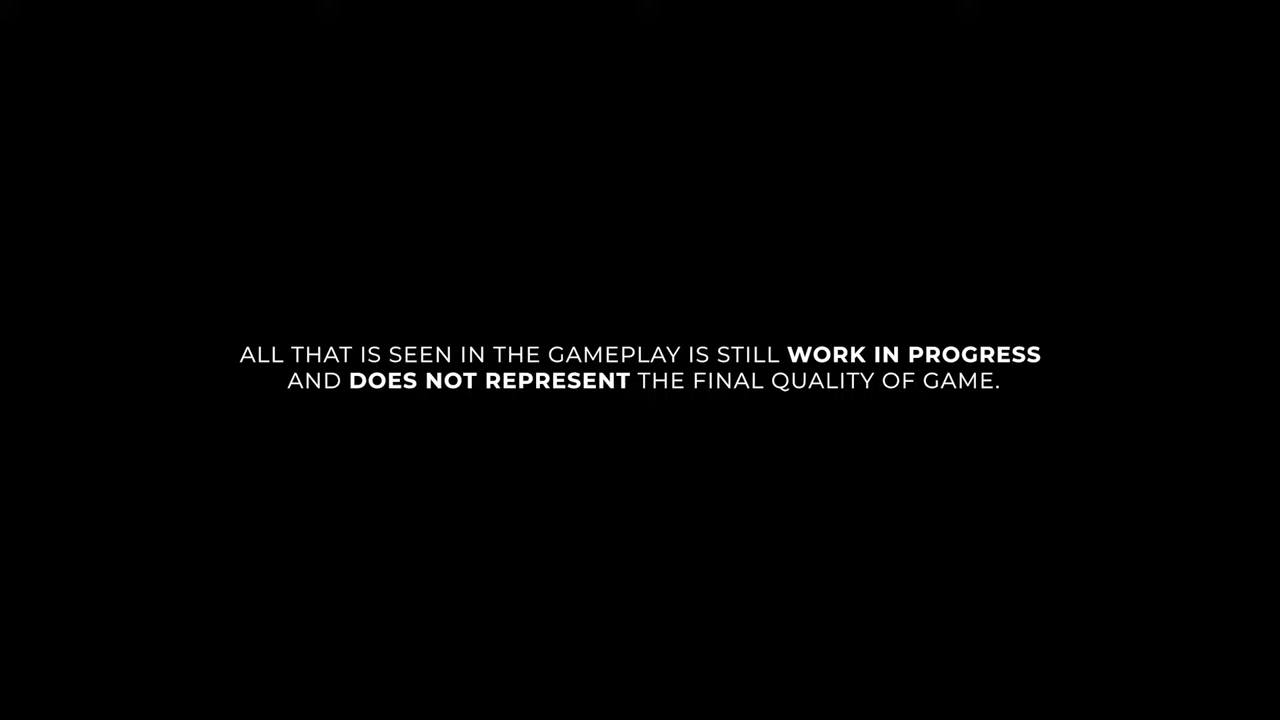 ALL THAT IS SEEN IN THE GAMEPLAY IS STILL WORK IN PROGRESS
AND DOES NOT REPRESENT THE FINAL QUALITY OF GAME.